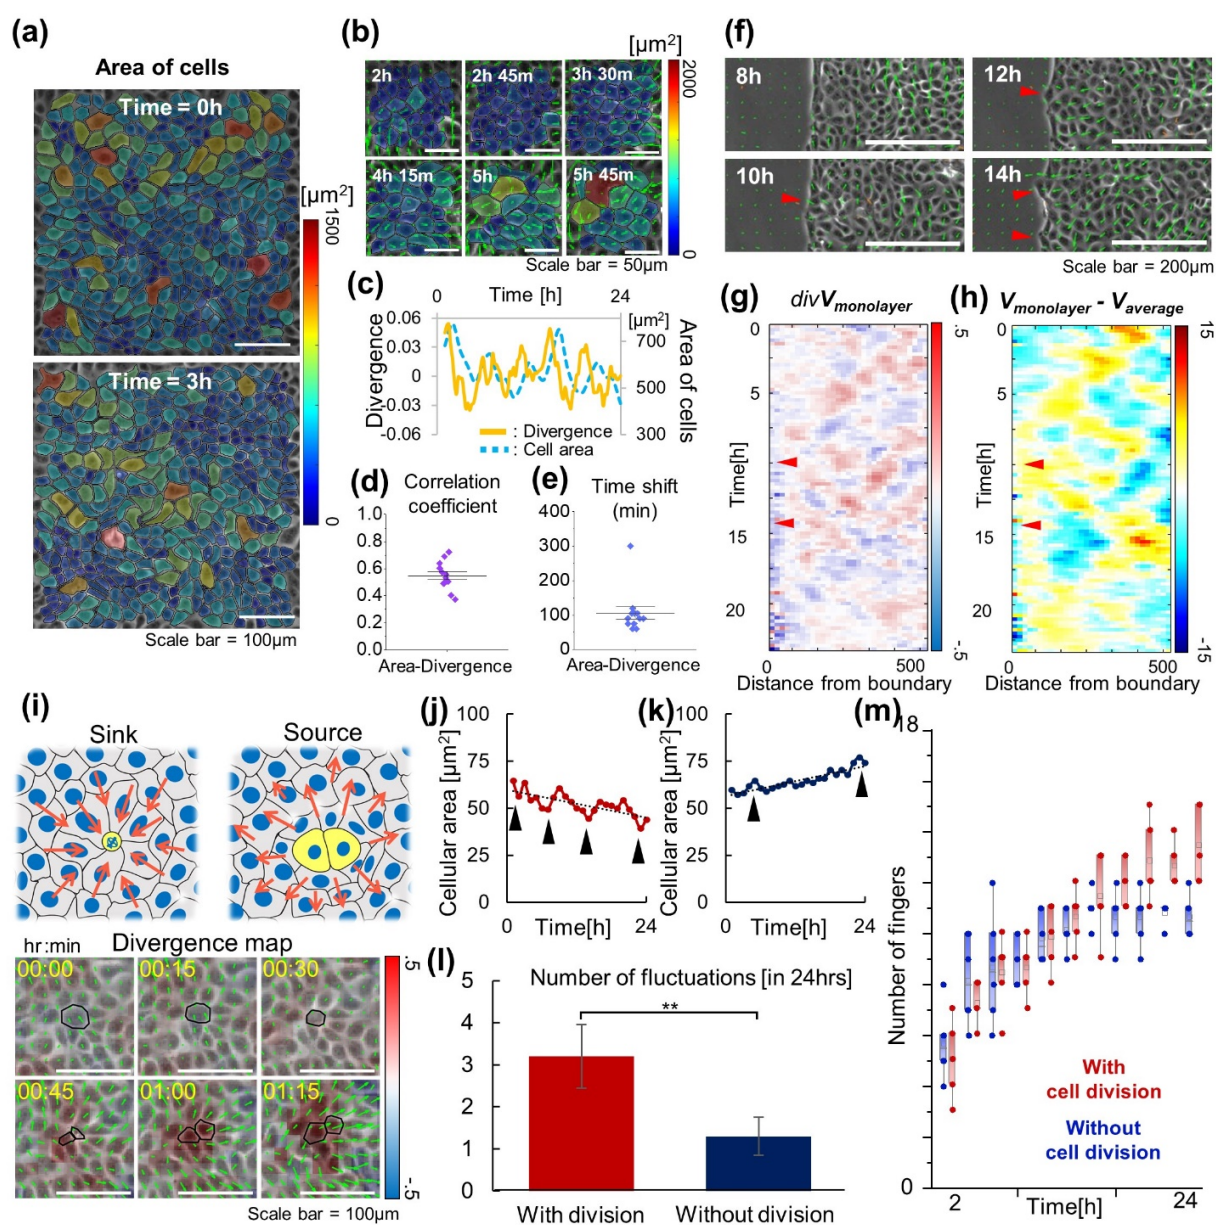 (a)
Area of cells
Time = 0h
[µm²]
1500
0
Time = 3h
Scale bar = 100µm
(b)
[µm²]
2h
2h 45m
3h 30m
2000
4h 15m
5h
5h 45m
0
Scale bar = 50µm
(c)
0
Time [h]
24
Divergence
0.06
0.03
0
-0.03
-0.06
[µm²]
700
500
300
Area of cells
: Divergence
: Cell area
(d)
Correlation
coefficient
1.0
0.8
0.6
0.4
0.2
0.0
Area-Divergence
(e)
Time shift
(min)
400
300
200
100
0
Area-Divergence
(f)
8h
12h
10h
14h
Scale bar = 200µm
(g)
divVmonolayer
0
5
15
20
Time[h]
0
500
Distance from boundary
.5
-.5
(h)
Vmonolayer - Vaverage
0
5
15
20
Time[h]
0
500
Distance from boundary
15
-15
(i)
Sink
Source
hr:min
Divergence map
00:00
00:15
00:30
00:45
01:00
01:15
.5
-.5
Scale bar = 100µm
(j)
Cellular area [µm²]
100
75
50
25
0
0
24
Time[h]
(k)
Cellular area [µm²]
100
75
50
25
0
0
24
Time[h]
(l)
Number of fluctuations [in 24hrs]
5
4
3
2
1
0
**
With division
Without division
(m)
18
Number of fingers
0
2
Time[h]
24
With
cell division
Without
cell division